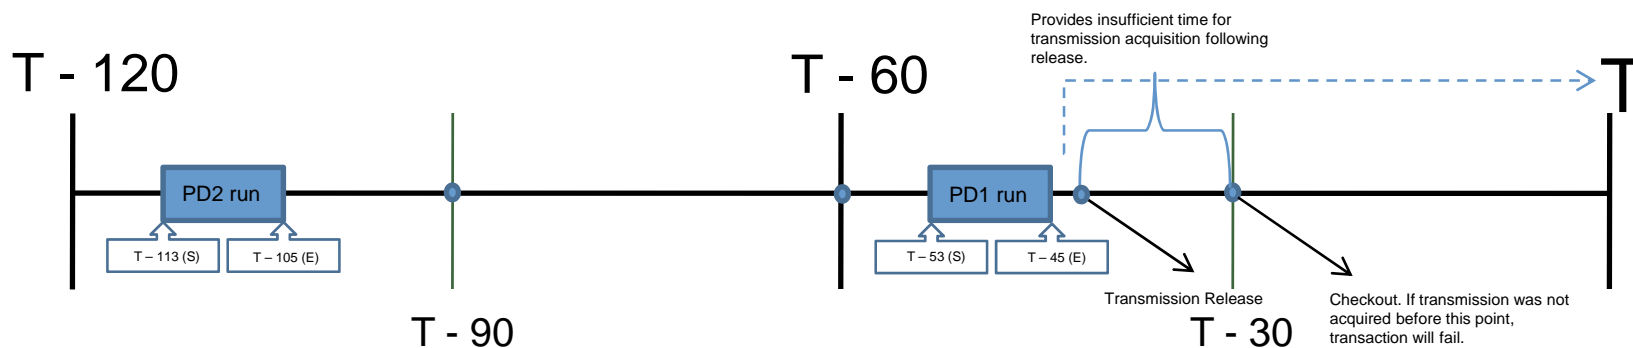 Provides insufficient time for
transmission acquisition following
release.
T - 120
T - 60
T
PD2 run
PD1 run
T – 113 (S)
T – 105 (E)
T – 53 (S)
T – 45 (E)
Transmission Release
Checkout. If transmission was not
acquired before this point,
transaction will fail.
T - 90
T - 30